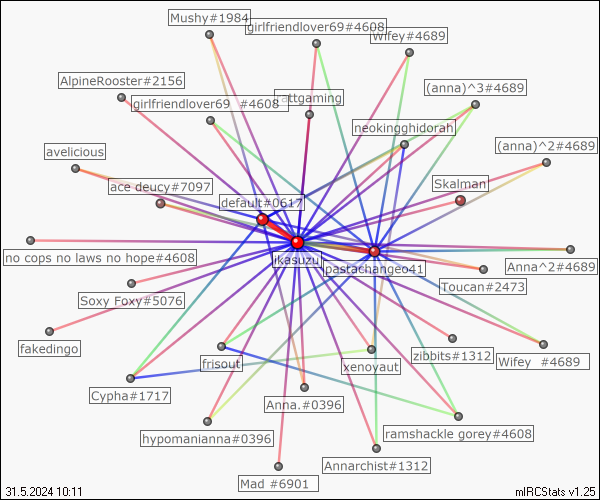 Mushy#1984
girlfriendlover69#4608
Wifey#4689
AlpineRooster#2156
(anna)^3#4689
girlfriendlover69 #4608
attgaming
neokingghidorah
avelicious
(anna)^2#4689
ace deucy#7097
Skalman
default#0617
no cops no laws no hope#4608
jkasuzu
pastachangeo41
Anna^2#4689
Toucan#2473
Soxy Foxy#5076
fakedingo
frisout
xenoyaut
zibbits#1312
Wifey #4689
Cypha#1717
Anna.#0396
ramshackle gorey#4608
hypomanianna#0396
Annarchist#1312
Mad #6901
31.5.2024 10:11
mIRCStats v1.25